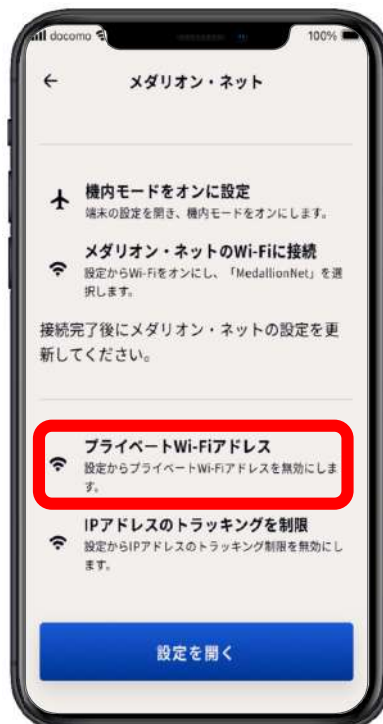 docomo
100%
← メダリオン・ネット
機内モードをオンに設定
端末の設定を開き、機内モードをオンにします。
メダリオン・ネットのWi-Fiに接続
設定からWi-Fiをオンにし、「MedallionNet」を選
択します。
接続完了後にメダリオン・ネットの設定を更
新してください。
プライベートWi-Fiアドレス
設定からプライベートWi-Fiアドレスを無効にしま
す。
IPアドレスのトラッキングを制限
設定からIPアドレスのトラッキング制限を無効にし
ます。
設定を開く